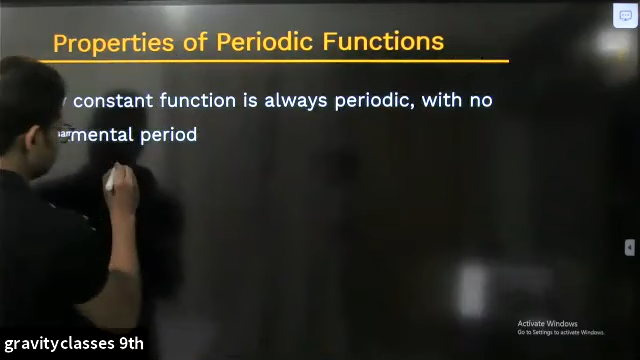 Properties of Periodic Functions
constant function is always periodic, with no
mental period
Activate Windows
Go to Settings to activate Windows.
gravityclasses 9th